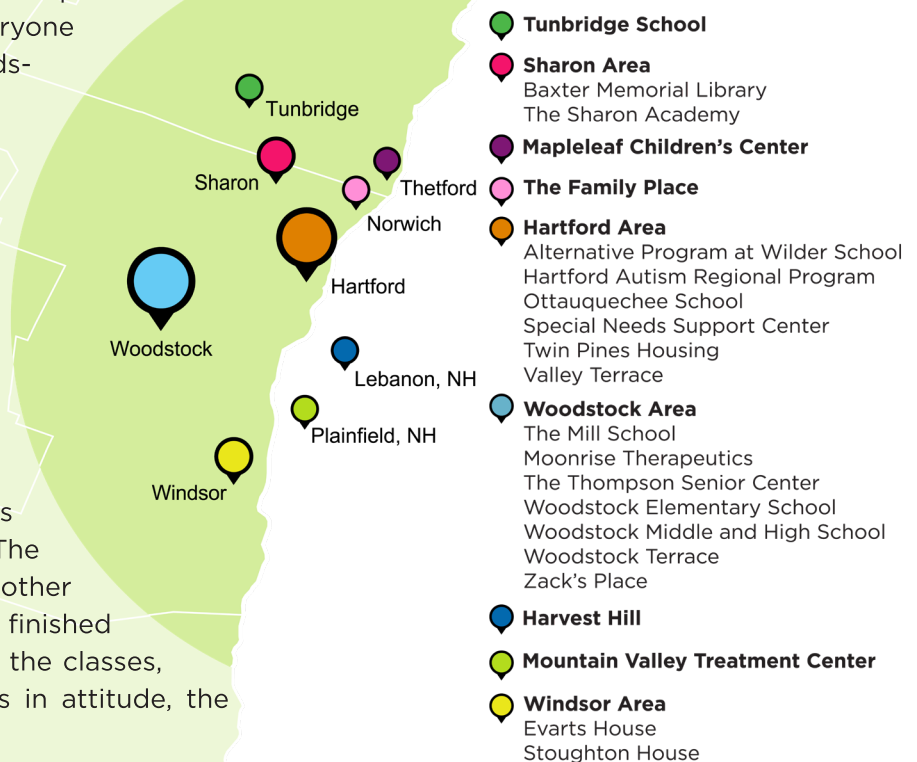 eryone
ds-
Tunbridge
Sharon
Thetford
Norwich
Hartford
Woodstock
Lebanon, NH
Plainfield, NH
Windsor
s
The
other
finished
the classes,
s in attitude, the
Tunbridge School
Sharon Area
Baxter Memorial Library
The Sharon Academy
Mapleleaf Children's Center
The Family Place
Hartford Area
Alternative Program at Wilder School
Hartford Autism Regional Program
Ottauquechee School
Special Needs Support Center
Twin Pines Housing
Valley Terrace
Woodstock Area
The Mill School
Moonrise Therapeutics
The Thompson Senior Center
Woodstock Elementary School
Woodstock Middle and High School
Woodstock Terrace
Zack's Place
Harvest Hill
Mountain Valley Treatment Center
Windsor Area
Evarts House
Stoughton House